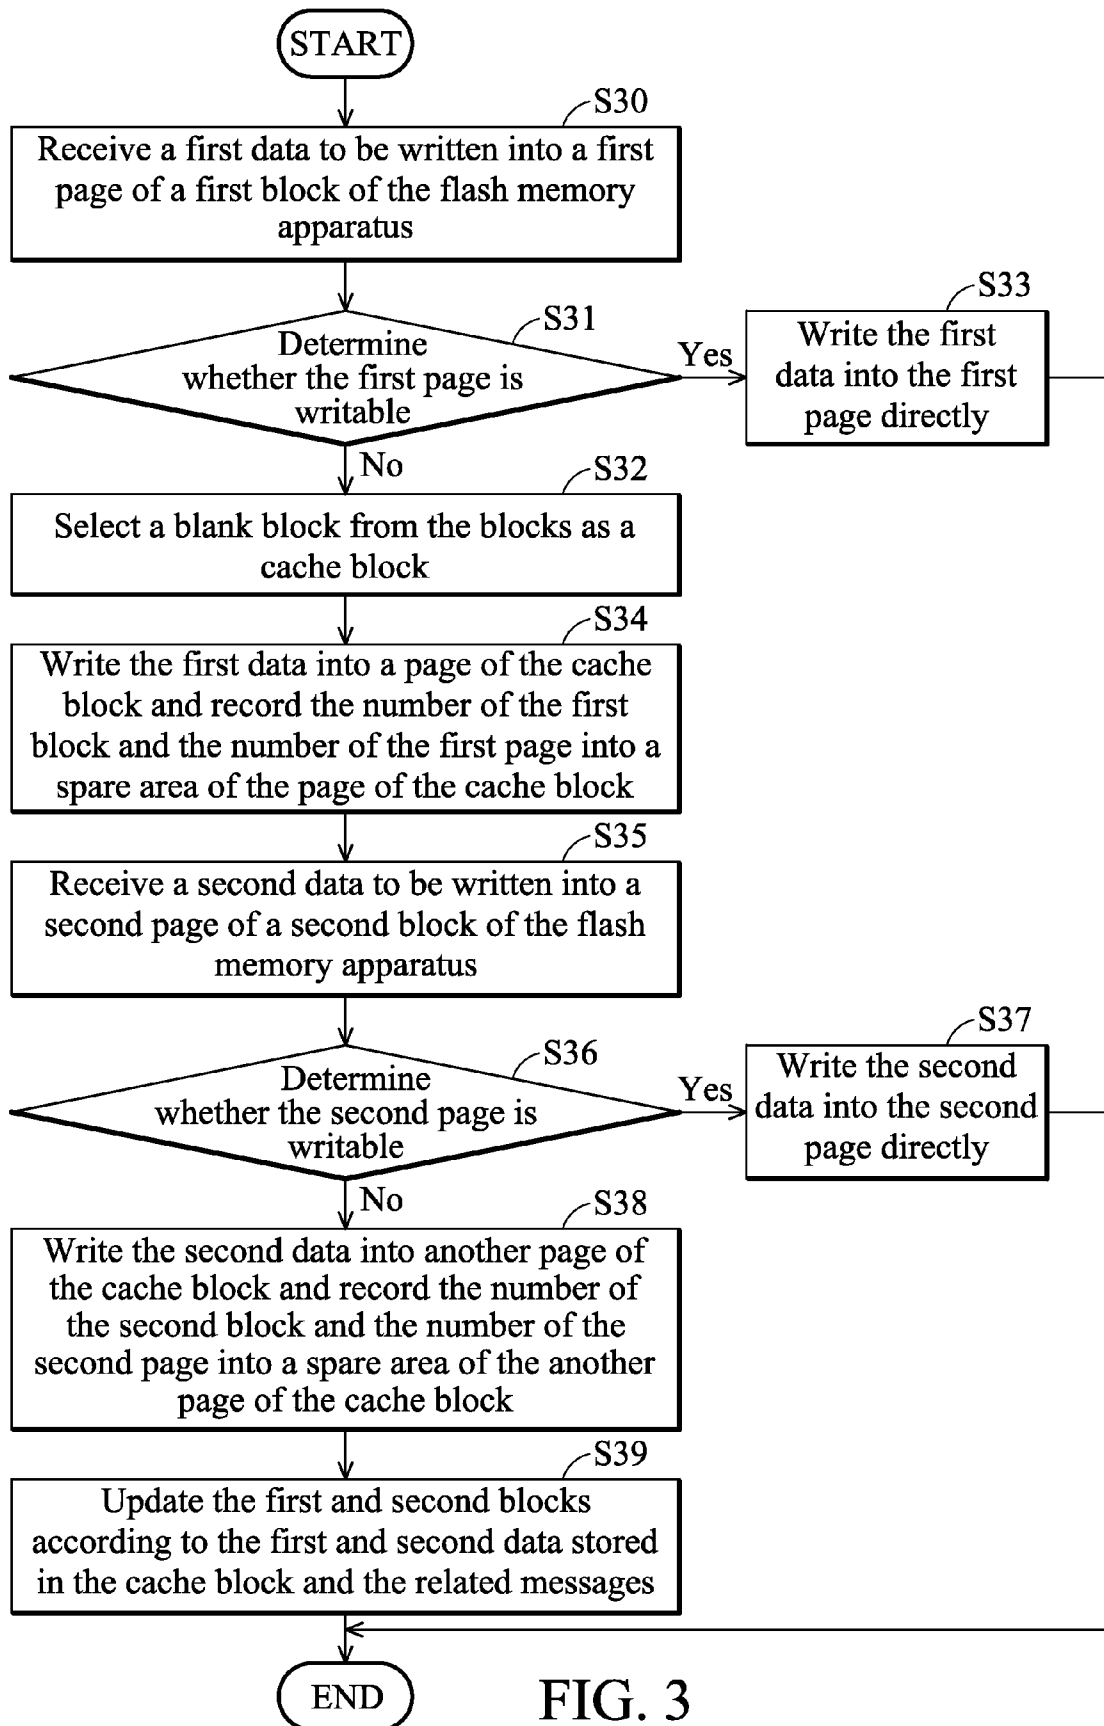 START
S30
Receive a first data to be written into a first
page of a first block of the flash memory
apparatus
S31
Determine
whether the first page is
writable
Yes
S33
Write the first
data into the first
page directly
No
S32
Select a blank block from the blocks as a
cache block
S34
Write the first data into a page of the cache
block and record the number of the first
block and the number of the first page into a
spare area of the page of the cache block
S35
Receive a second data to be written into a
second page of a second block of the flash
memory apparatus
S36
Determine
whether the second page is
writable
Yes
S37
Write the second
data into the second
page directly
No
S38
Write the second data into another page of
the cache block and record the number of
the second block and the number of the
second page into a spare area of the another
page of the cache block
S39
Update the first and second blocks
according to the first and second data stored
in the cache block and the related messages
END
FIG. 3